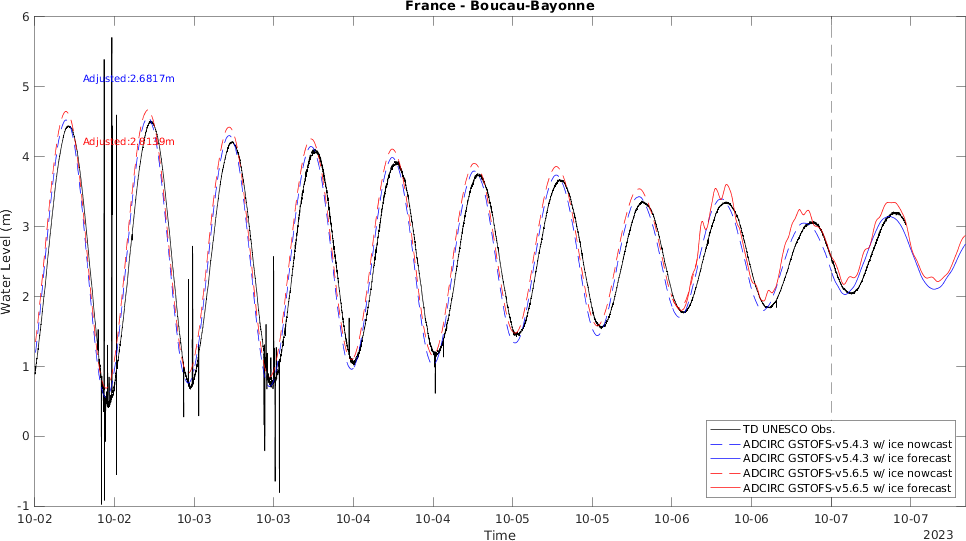 France - Boucau-Bayonne
6
5
4
3
2
1
0
-1
Water Level (m)
Adjusted:2.6817m
Adjusted:2.8139m
TD UNESCO Obs.
ADCIRC GSTOFS-v5.4.3 w/ ice nowcast
ADCIRC GSTOFS-v5.4.3 w/ ice forecast
ADCIRC GSTOFS-v5.6.5 w/ ice nowcast
ADCIRC GSTOFS-v5.6.5 w/ ice forecast
10-02 10-02 10-03 10-03 10-04 10-04 10-05 10-05 10-06 10-06 10-07 10-07
Time
2023